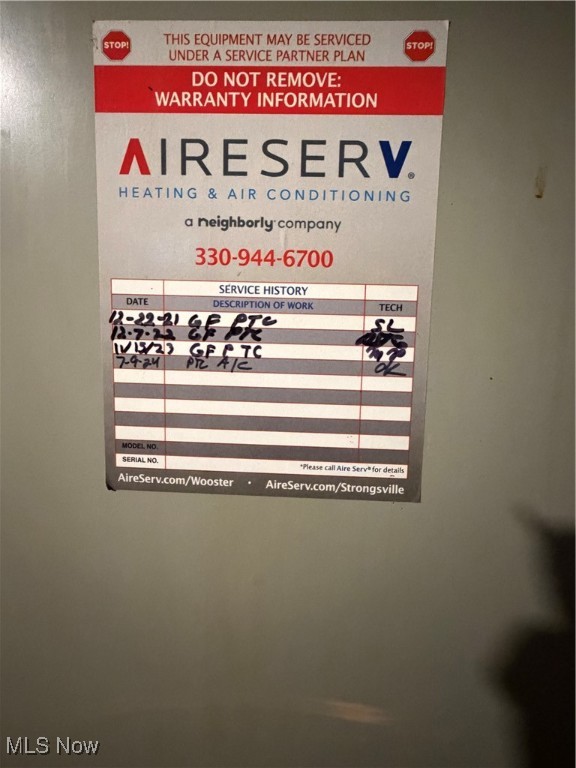 STOP! THIS EQUIPMENT MAY BE SERVICED STOP!
UNDER A SERVICE PARTNER PLAN
DO NOT REMOVE:
WARRANTY INFORMATION
AIRESERV®
HEATING & AIR CONDITIONING
a neighborly company
330-944-6700
SERVICE HISTORY
DATE DESCRIPTION OF WORK TECH
12-22-21 GF PTC SL
12-7-22 GF PTC
11/13/23 GF PTC
7-9-24 PTC A/C
MODEL NO.
SERIAL NO.
*Please call Aire Serv® for details
AireServ.com/Wooster • AireServ.com/Strongsville
MLS Now